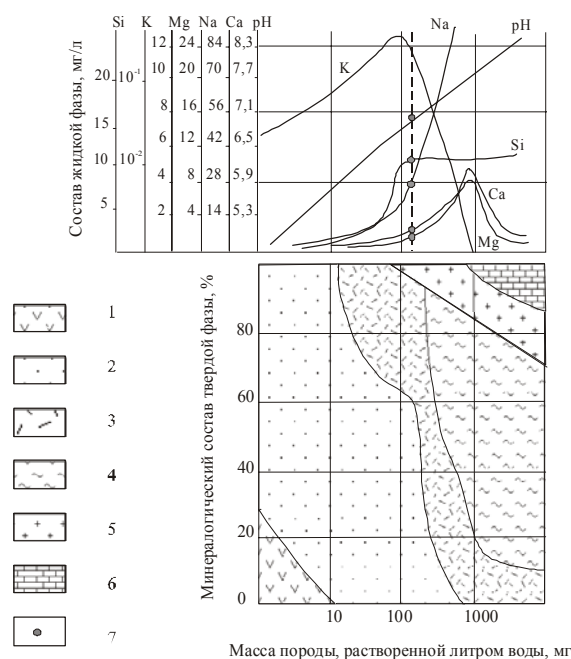 Si K Mg Na Ca pH
Состав жидкой фазы, мг/л
20 10⁻¹ 12 24 84 8,3
10 20 70 7,7
15 8 16 56 7,1
6 12 42 6,5
10 10⁻² 4 8 28 5,9
5 2 4 14 5,3
Na
pH
K
Si
Ca
Mg
Минералогический состав твердой фазы, %
80
60
40
20
0
10 100 1000
Масса породы, растворенной литром воды, мг
1
2
3
4
5
6
7